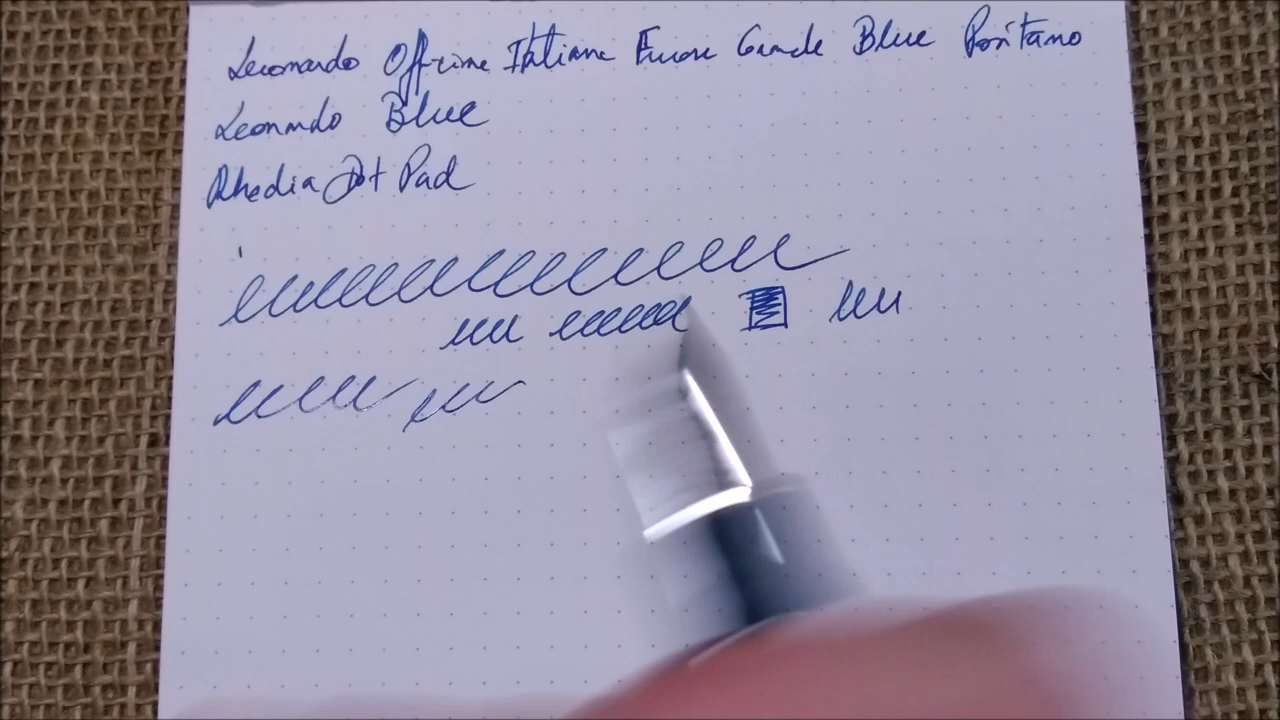 Leonardo Officina Italiana Furore Grande Blue Positano
Leonardo Blue
Rhodia Dot Pad